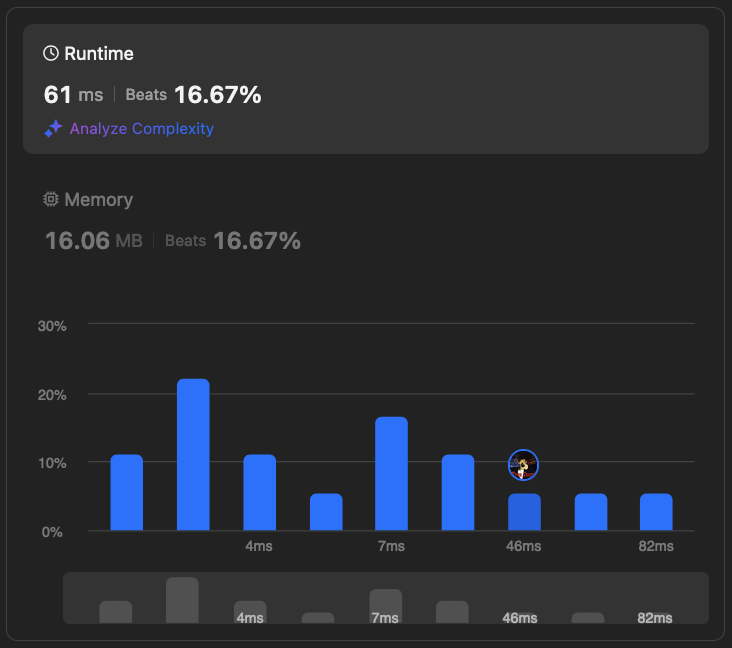 Runtime
61 ms | Beats 16.67%
Analyze Complexity
Memory
16.06 MB | Beats 16.67%
30%
20%
10%
0%
4ms 7ms 46ms 82ms
4ms 7ms 46ms 82ms